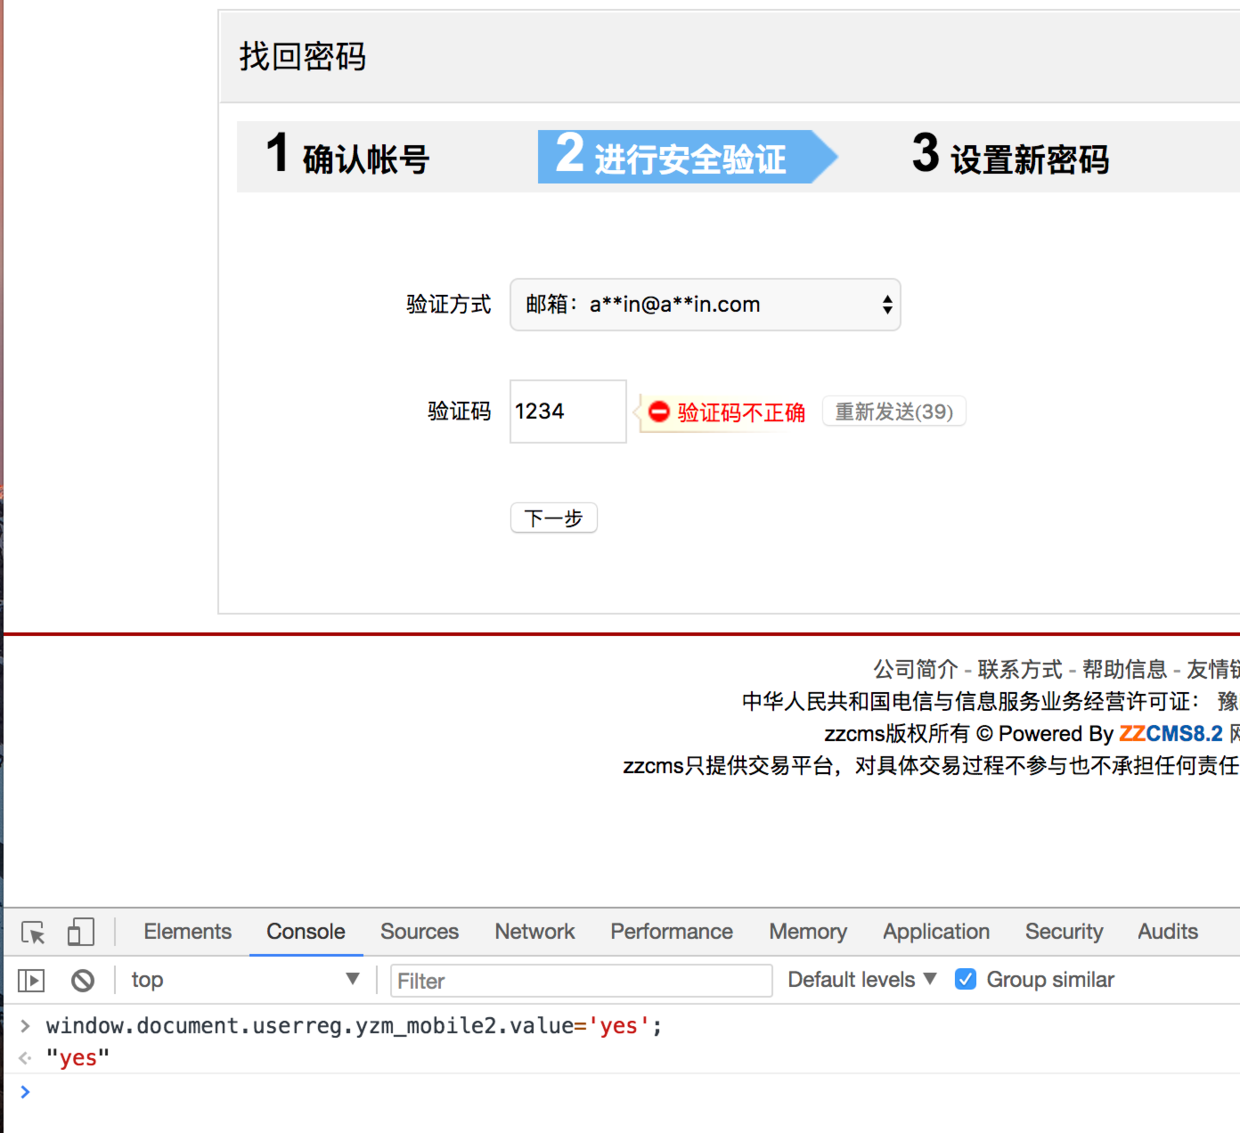 找回密码
1 确认帐号 2 进行安全验证 3 设置新密码
验证方式 邮箱：a**in@a**in.com
验证码 1234 验证码不正确 重新发送(39)
下一步
公司简介 - 联系方式 - 帮助信息 - 友情链
中华人民共和国电信与信息服务业务经营许可证： 豫
zzcms版权所有 © Powered By ZZCMS8.2
zzcms只提供交易平台，对具体交易过程不参与也不承担任何责任
Elements Console Sources Network Performance Memory Application Security Audits
top Filter Default levels Group similar
window.document.userreg.yzm_mobile2.value='yes';
"yes"